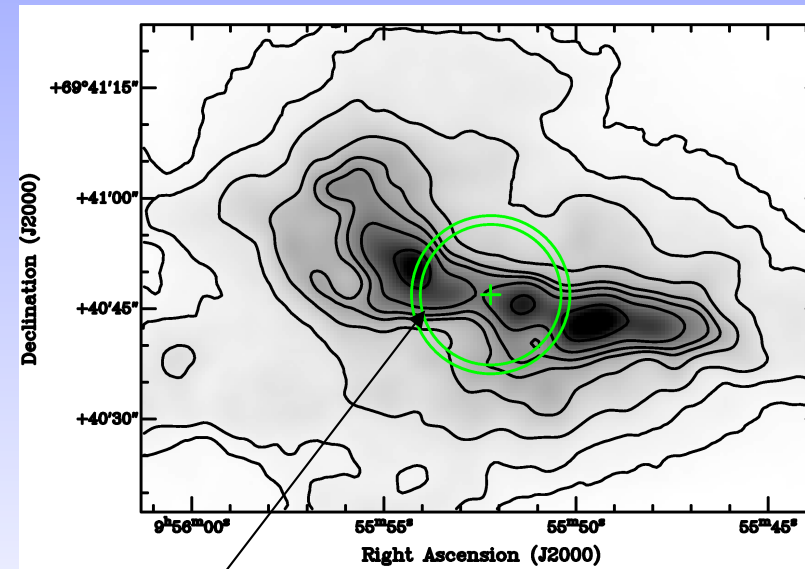 +69°41'15"
+41'00"
+40'45"
+40'30"
Declination (J2000)
9ʰ56ᵐ00ˢ 55ᵐ55ˢ 55ᵐ50ˢ 55ᵐ45ˢ
Right Ascension (J2000)